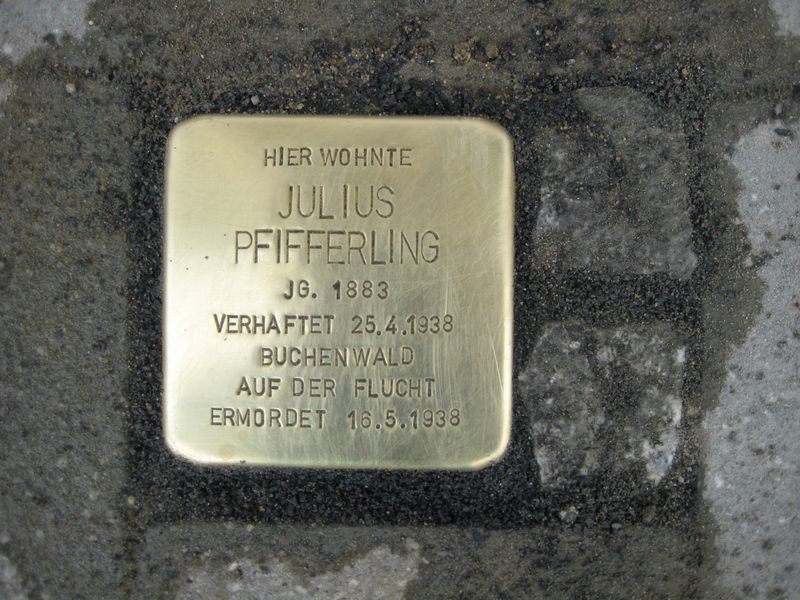 HIER WOHNTE
JULIUS
PFIFFERLING
JG. 1883
VERHAFTET 25.4.1938
BUCHENWALD
AUF DER FLUCHT
ERMORDET 16.5.1938